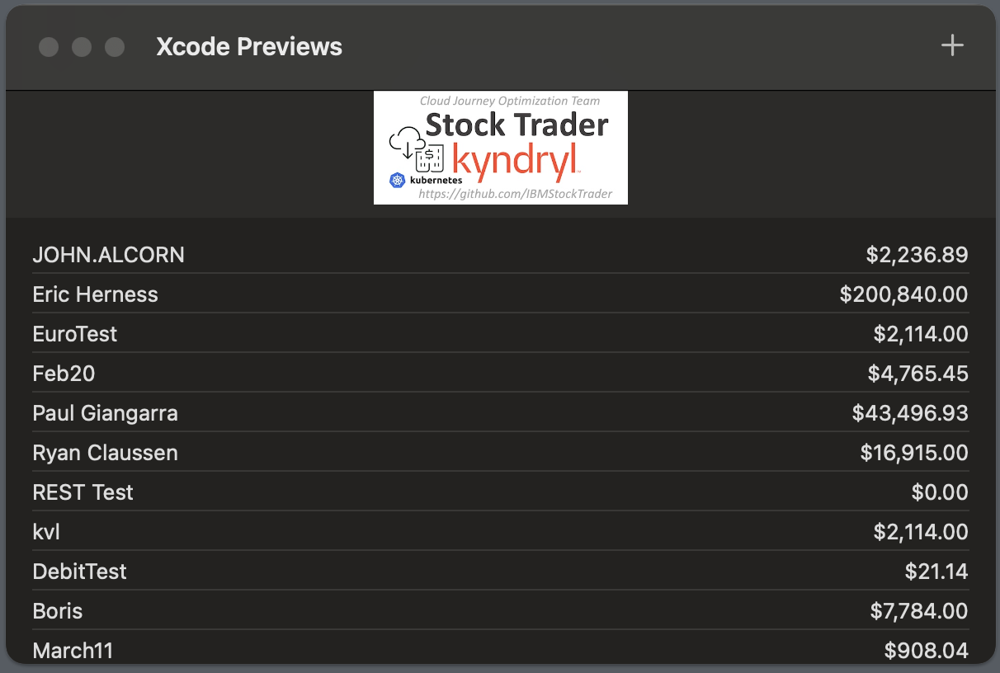 Xcode Previews
Cloud Journey Optimization Team
Stock Trader
$
kyndryl™
kubernetes
https://github.com/IBMStockTrader
JOHN.ALCORN $2,236.89
Eric Herness $200,840.00
EuroTest $2,114.00
Feb20 $4,765.45
Paul Giangarra $43,496.93
Ryan Claussen $16,915.00
REST Test $0.00
kvl $2,114.00
DebitTest $21.14
Boris $7,784.00
March11 $908.04